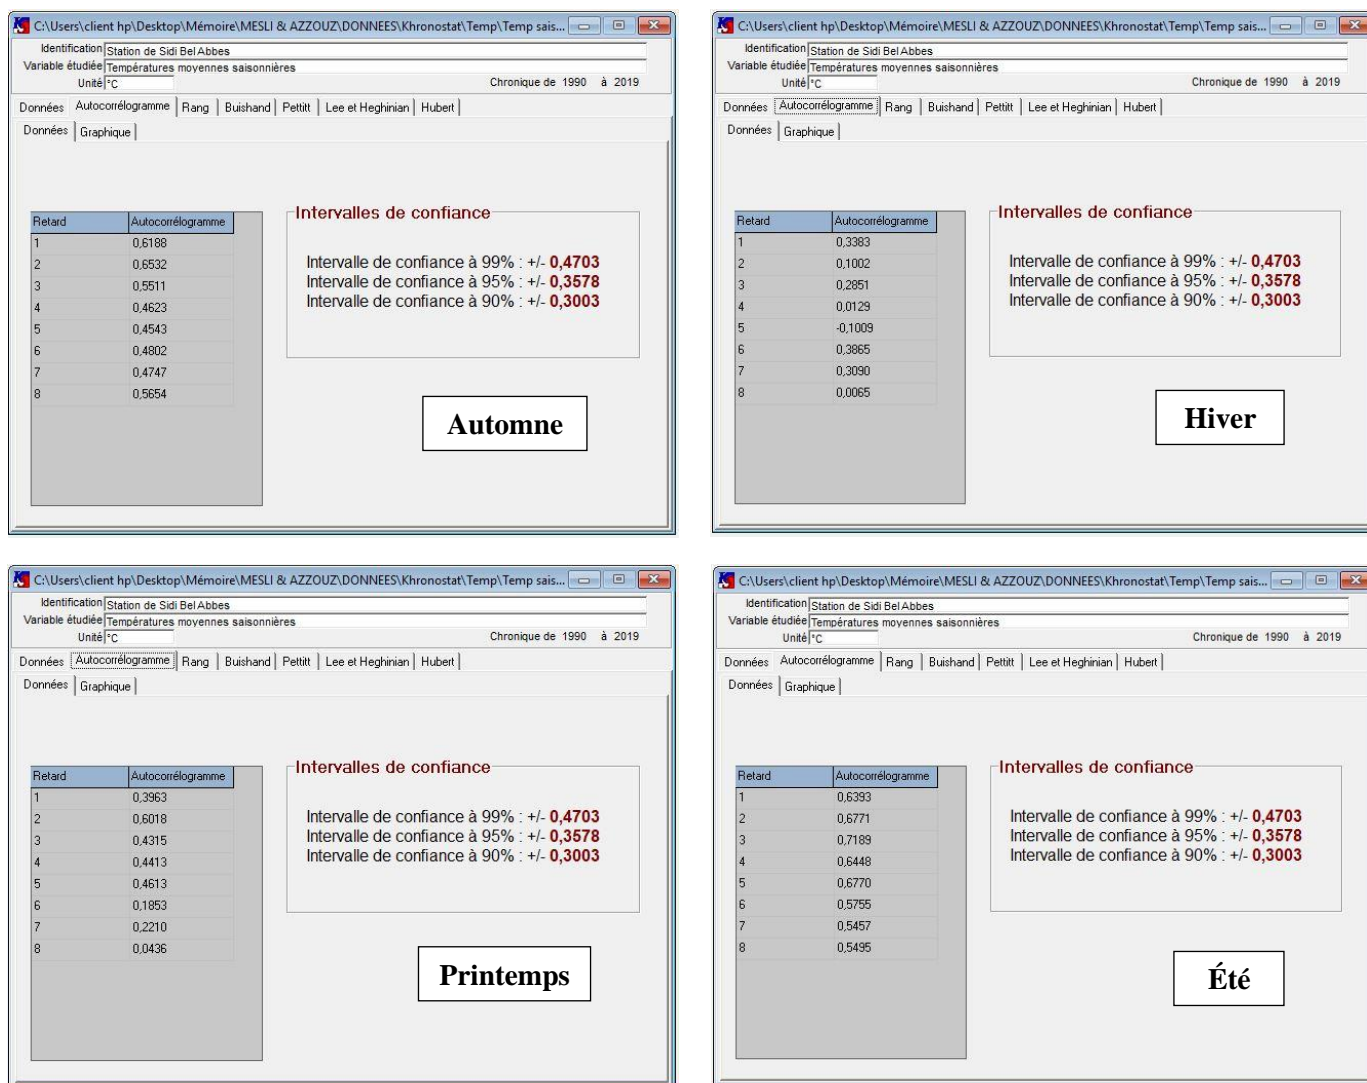 C:\Users\client hp\Desktop\Mémoire\MESLI & AZZOUZ\DONNEES\Khronostat\Temp\Temp sais...
Identification Station de Sidi Bel Abbes
Variable étudiée Températures moyennes saisonnières
Unité °C Chronique de 1990 à 2019
Données Autocorrélogramme Rang Buishand Pettitt Lee et Heghinian Hubert
Données Graphique
Retard Autocorrélogramme
1 0,6188
2 0,6532
3 0,5511
4 0,4623
5 0,4543
6 0,4802
7 0,4747
8 0,5654
Intervalles de confiance
Intervalle de confiance à 99% : +/- 0,4703
Intervalle de confiance à 95% : +/- 0,3578
Intervalle de confiance à 90% : +/- 0,3003
Automne
C:\Users\client hp\Desktop\Mémoire\MESLI & AZZOUZ\DONNEES\Khronostat\Temp\Temp sais...
Identification Station de Sidi Bel Abbes
Variable étudiée Températures moyennes saisonnières
Unité °C Chronique de 1990 à 2019
Données Autocorrélogramme Rang Buishand Pettitt Lee et Heghinian Hubert
Données Graphique
Retard Autocorrélogramme
1 0,3383
2 0,1002
3 0,2851
4 0,0129
5 -0,1009
6 0,3865
7 0,3090
8 0,0065
Intervalles de confiance
Intervalle de confiance à 99% : +/- 0,4703
Intervalle de confiance à 95% : +/- 0,3578
Intervalle de confiance à 90% : +/- 0,3003
Hiver
C:\Users\client hp\Desktop\Mémoire\MESLI & AZZOUZ\DONNEES\Khronostat\Temp\Temp sais...
Identification Station de Sidi Bel Abbes
Variable étudiée Températures moyennes saisonnières
Unité °C Chronique de 1990 à 2019
Données Autocorrélogramme Rang Buishand Pettitt Lee et Heghinian Hubert
Données Graphique
Retard Autocorrélogramme
1 0,3963
2 0,6018
3 0,4315
4 0,4413
5 0,4613
6 0,1853
7 0,2210
8 0,0436
Intervalles de confiance
Intervalle de confiance à 99% : +/- 0,4703
Intervalle de confiance à 95% : +/- 0,3578
Intervalle de confiance à 90% : +/- 0,3003
Printemps
C:\Users\client hp\Desktop\Mémoire\MESLI & AZZOUZ\DONNEES\Khronostat\Temp\Temp sais...
Identification Station de Sidi Bel Abbes
Variable étudiée Températures moyennes saisonnières
Unité °C Chronique de 1990 à 2019
Données Autocorrélogramme Rang Buishand Pettitt Lee et Heghinian Hubert
Données Graphique
Retard Autocorrélogramme
1 0,6393
2 0,6771
3 0,7189
4 0,6448
5 0,6770
6 0,5755
7 0,5457
8 0,5495
Intervalles de confiance
Intervalle de confiance à 99% : +/- 0,4703
Intervalle de confiance à 95% : +/- 0,3578
Intervalle de confiance à 90% : +/- 0,3003
Été